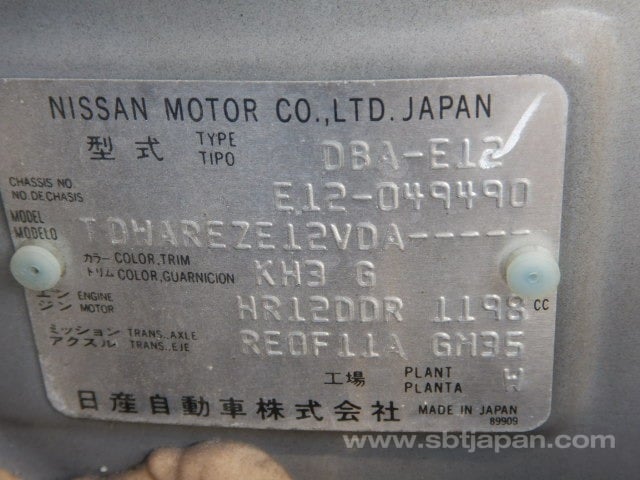 NISSAN MOTOR CO.,LTD. JAPAN
型式 TYPE TIPO DBA-E12
CHASSIS NO. NO.DE CHASIS E12-049490
MODEL MODELO TDHAREZE12VDA-----
カラー COLOR,TRIM トリム COLOR,GUARNICION KH3 G
エンジン ENGINE MOTOR HR12DDR 1198 CC
ミッション TRANS.,AXLE アクスル TRANS.,EJE RE0F11A GM35
工場 PLANT PLANTA W
日産自動車株式会社 MADE IN JAPAN
89909
www.sbtjapan.com